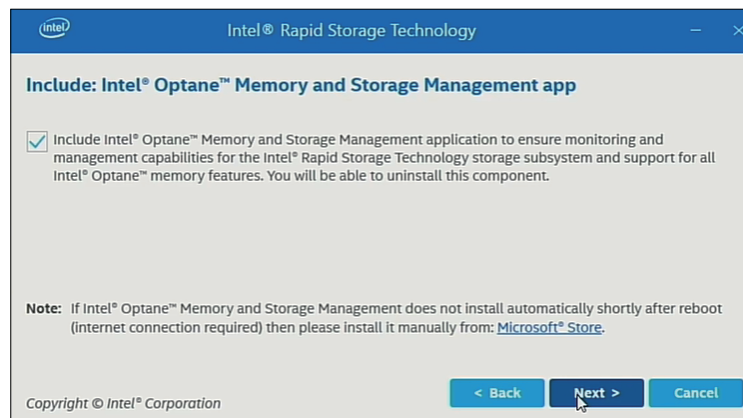 intel
Intel® Rapid Storage Technology
Include: Intel® Optane™ Memory and Storage Management app
Include Intel® Optane™ Memory and Storage Management application to ensure monitoring and
management capabilities for the Intel® Rapid Storage Technology storage subsystem and support for all
Intel® Optane™ memory features. You will be able to uninstall this component.
Note: If Intel® Optane™ Memory and Storage Management does not install automatically shortly after reboot
(internet connection required) then please install it manually from: Microsoft® Store.
< Back Next > Cancel
Copyright © Intel® Corporation